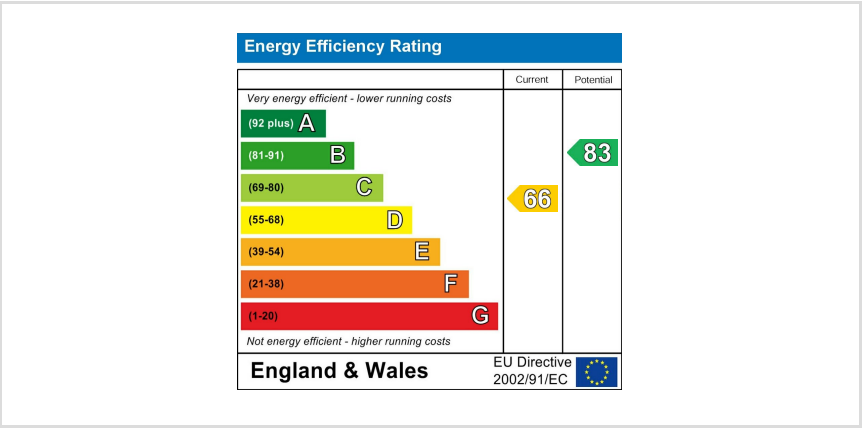 Energy Efficiency Rating
Current Potential
Very energy efficient - lower running costs
(92 plus) A
(81-91) B
83
(69-80) C
66
(55-68) D
(39-54) E
(21-38) F
(1-20) G
Not energy efficient - higher running costs
England & Wales
EU Directive
2002/91/EC